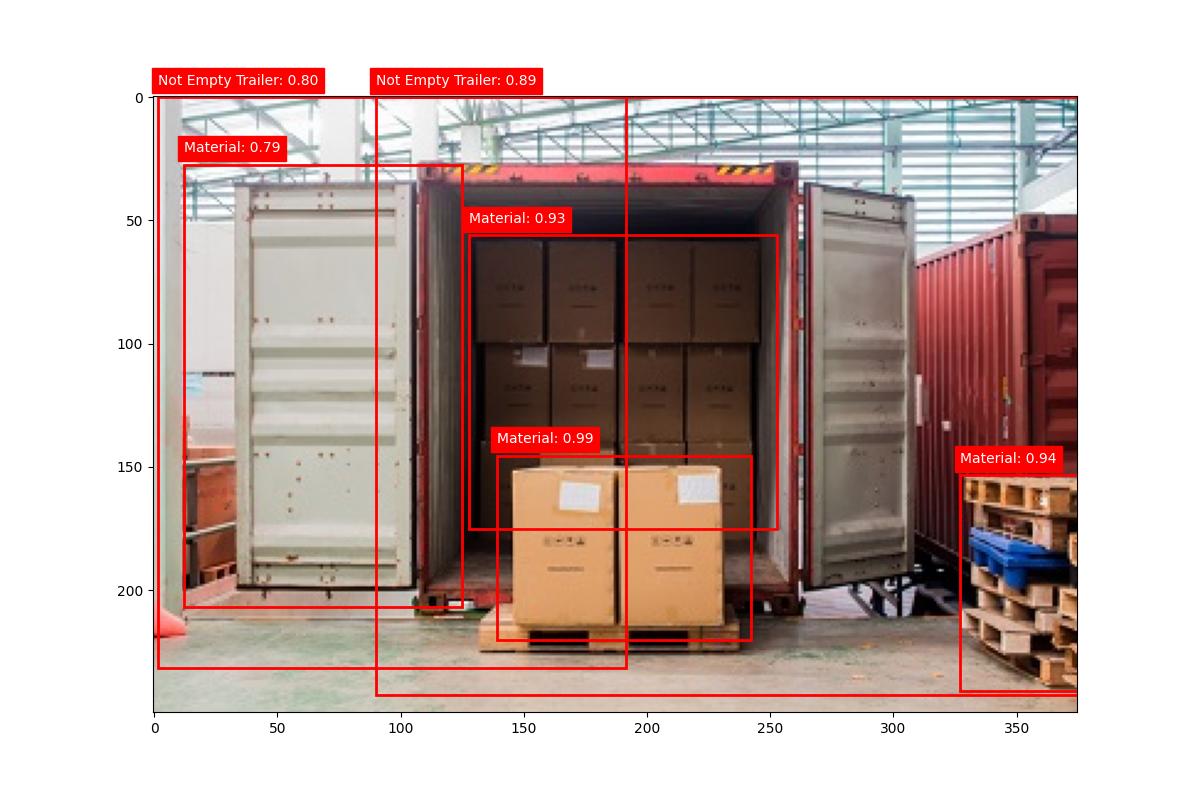 Not Empty Trailer: 0.80
Not Empty Trailer: 0.89
Material: 0.79
Material: 0.93
Material: 0.99
Material: 0.94
0
50
100
150
200
0
50
100
150
200
250
300
350